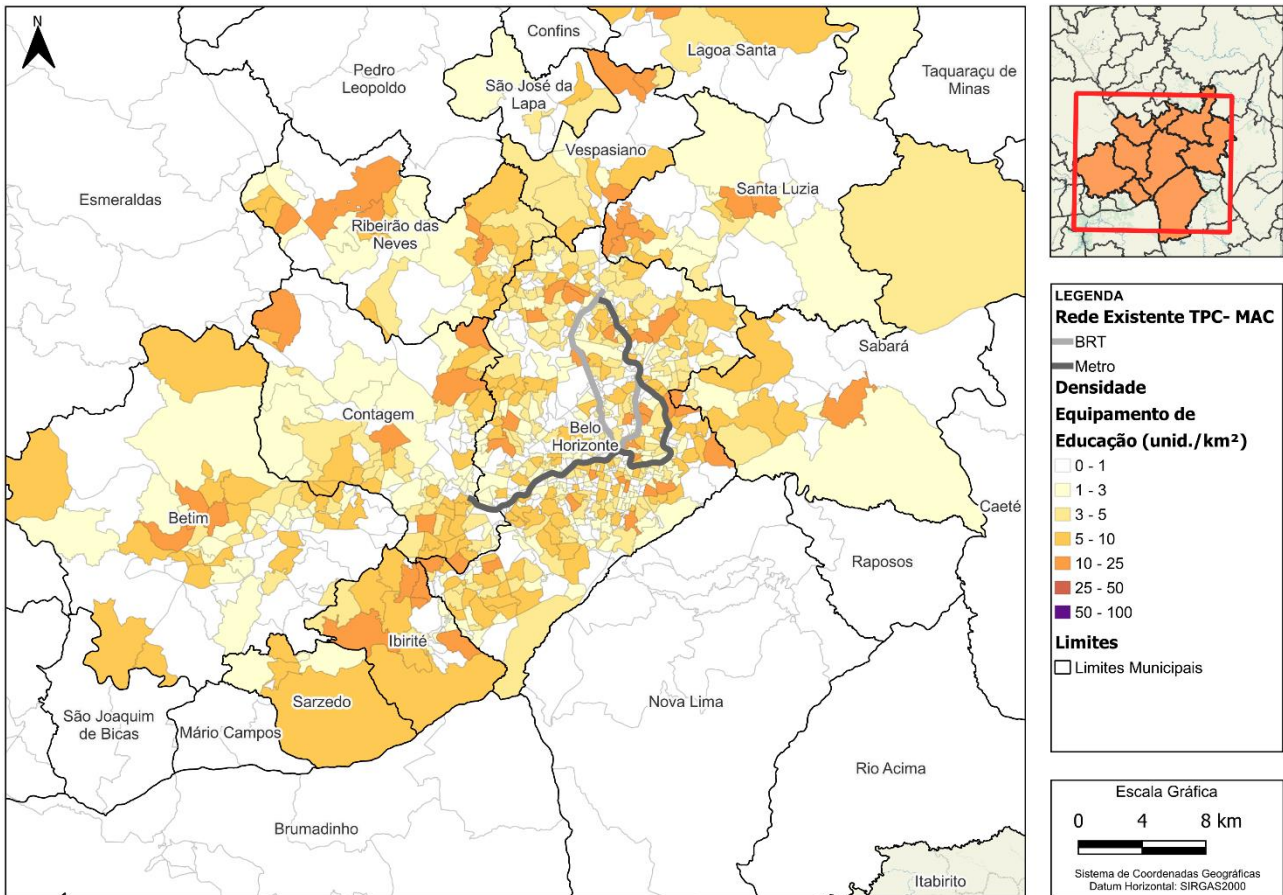 N
Confins
Lagoa Santa
Pedro
Leopoldo
São José da
Lapa
Taquaraçu de
Minas
Vespasiano
Esmeraldas
Santa Luzia
Ribeirão das
Neves
Sabará
Contagem
Belo
Horizonte
Betim
Caeté
Raposos
Ibirité
Sarzedo
Nova Lima
São Joaquim
de Bicas
Mário Campos
Rio Acima
Brumadinho
Itabirito
LEGENDA
Rede Existente TPC- MAC
BRT
Metro
Densidade
Equipamento de
Educação (unid./km²)
0 - 1
1 - 3
3 - 5
5 - 10
10 - 25
25 - 50
50 - 100
Limites
Limites Municipais
Escala Gráfica
0 4 8 km
Sistema de Coordenadas Geográficas
Datum Horizontal: SIRGAS2000